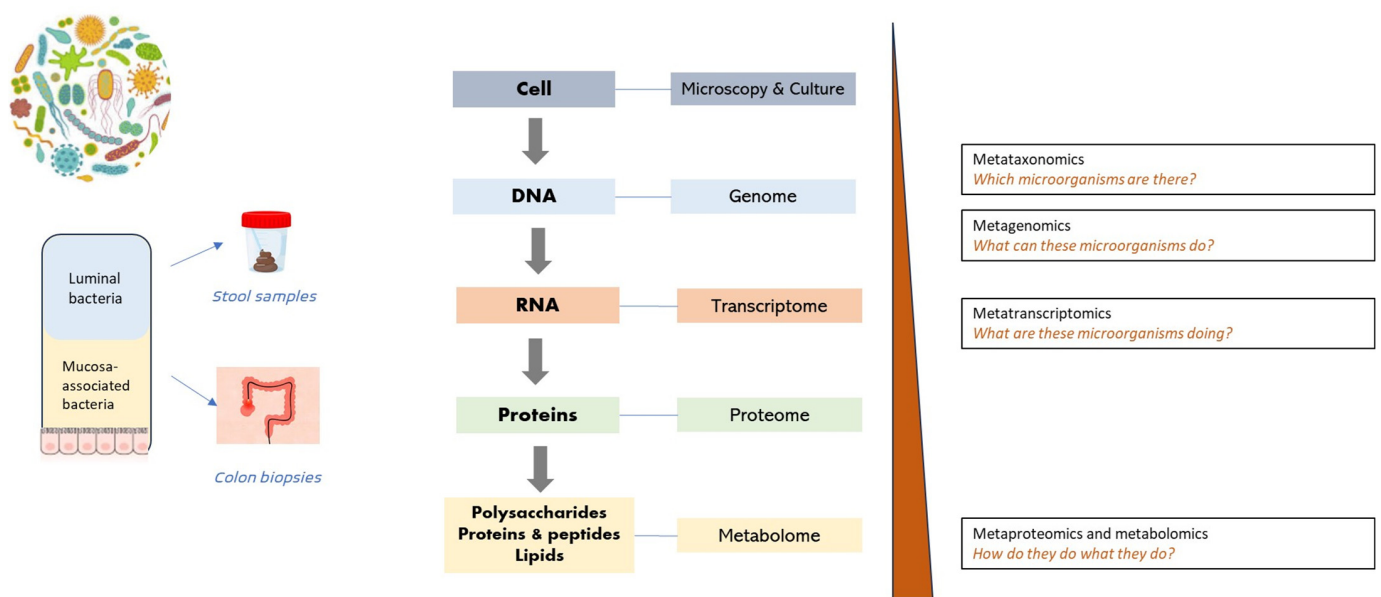 Luminal
bacteria
Mucosa-
associated
bacteria
Stool samples
Colon biopsies
Cell
Microscopy & Culture
DNA
Genome
RNA
Transcriptome
Proteins
Proteome
Polysaccharides
Proteins & peptides
Lipids
Metabolome
Metataxonomics
Which microorganisms are there?
Metagenomics
What can these microorganisms do?
Metatranscriptomics
What are these microorganisms doing?
Metaproteomics and metabolomics
How do they do what they do?